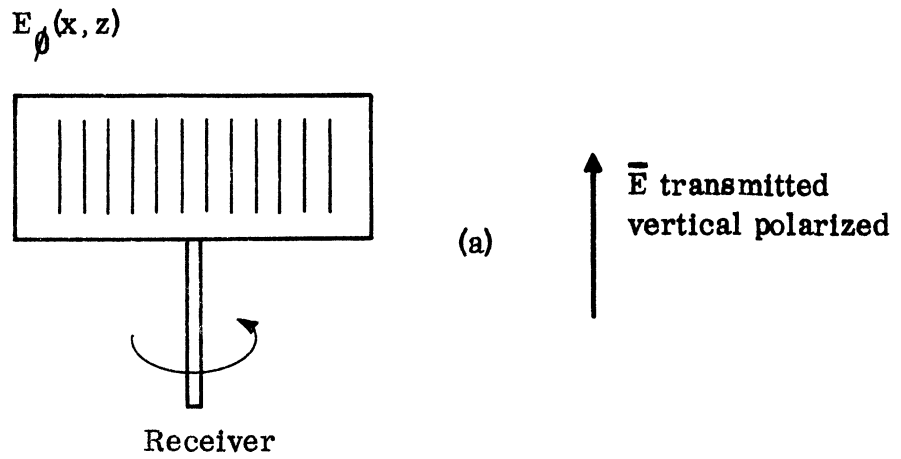 E_ϕ(x, z)
(a)
E̅ transmitted
vertical polarized
Receiver